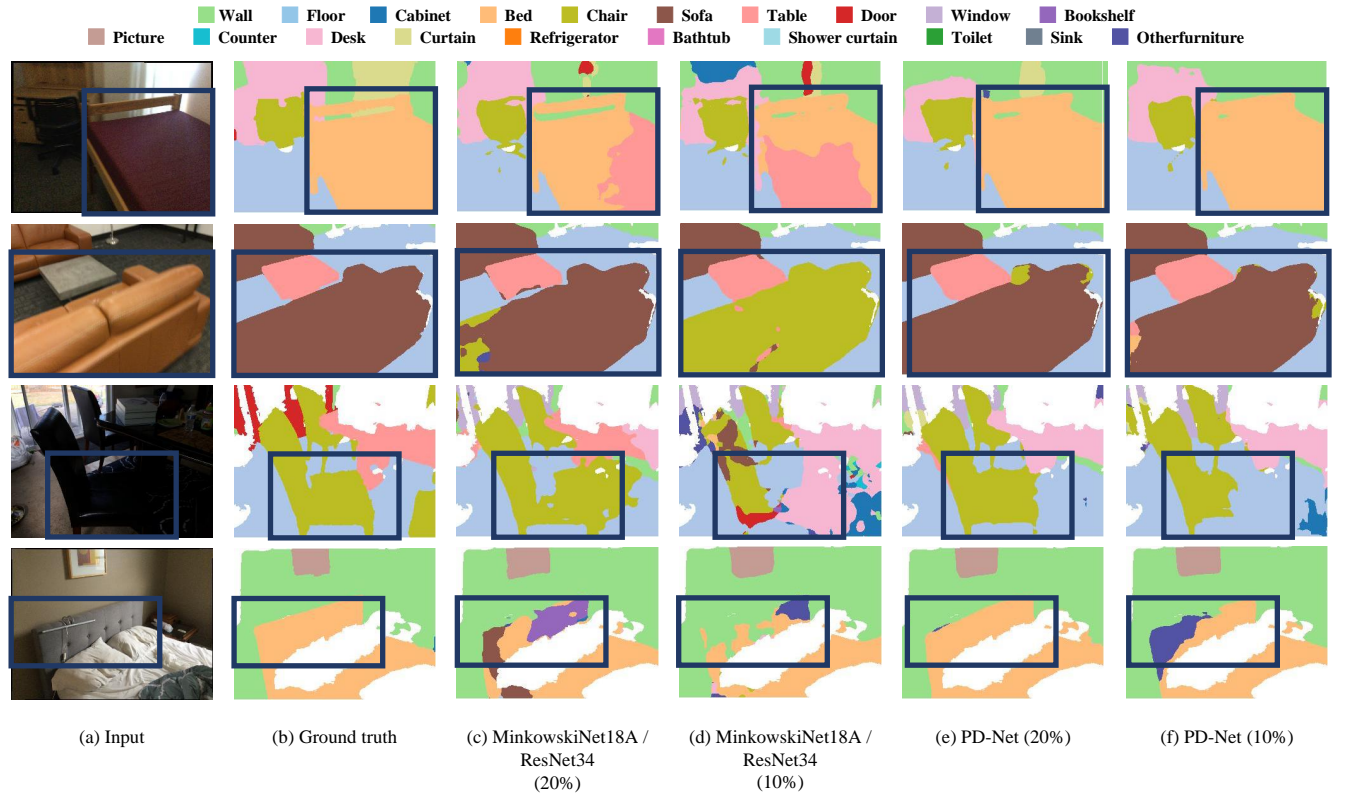 Wall Floor Cabinet Bed Chair Sofa Table Door Window Bookshelf
Picture Counter Desk Curtain Refrigerator Bathtub Shower curtain Toilet Sink Otherfurniture
(a) Input (b) Ground truth (c) MinkowskiNet18A / (d) MinkowskiNet18A / (e) PD-Net (20%) (f) PD-Net (10%)
ResNet34 ResNet34
(20%) (10%)